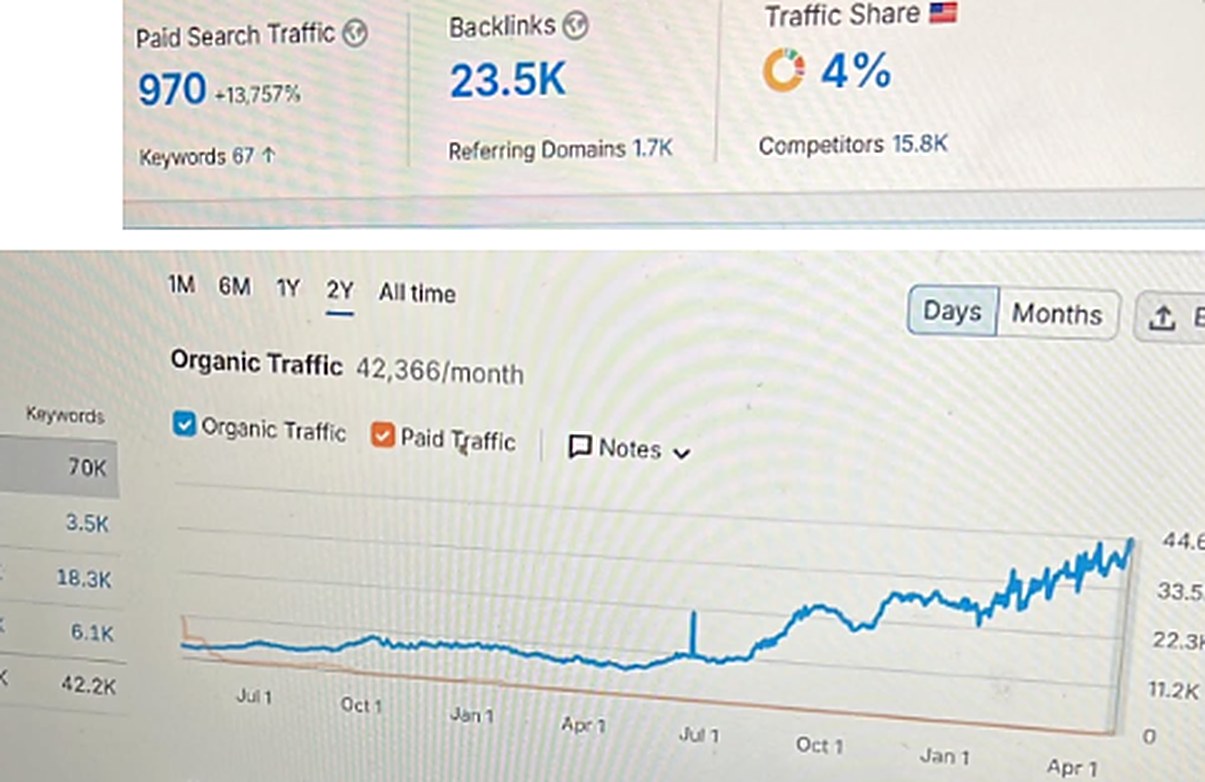 Paid Search Traffic
970 +13,757%
Keywords 67 ↑
Backlinks
23.5K
Referring Domains 1.7K
Traffic Share
4%
Competitors 15.8K
1M 6M 1Y 2Y All time
Days Months
Organic Traffic 42,366/month
Organic Traffic Paid Traffic Notes
Keywords
70K
3.5K
18.3K
6.1K
42.2K
44.6
33.5
22.3K
11.2K
0
Jul 1 Oct 1 Jan 1 Apr 1 Jul 1 Oct 1 Jan 1 Apr 1